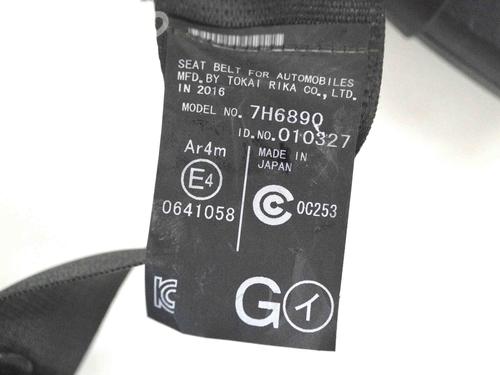 SEAT BELT FOR AUTOMOBILES
MFD. BY TOKAI RIKA CO., LTD.
IN 2016
MODEL NO. 7H6890
ID.NO. 010327
Ar4m
MADE IN
JAPAN
E4
0641058
0C253
G イ